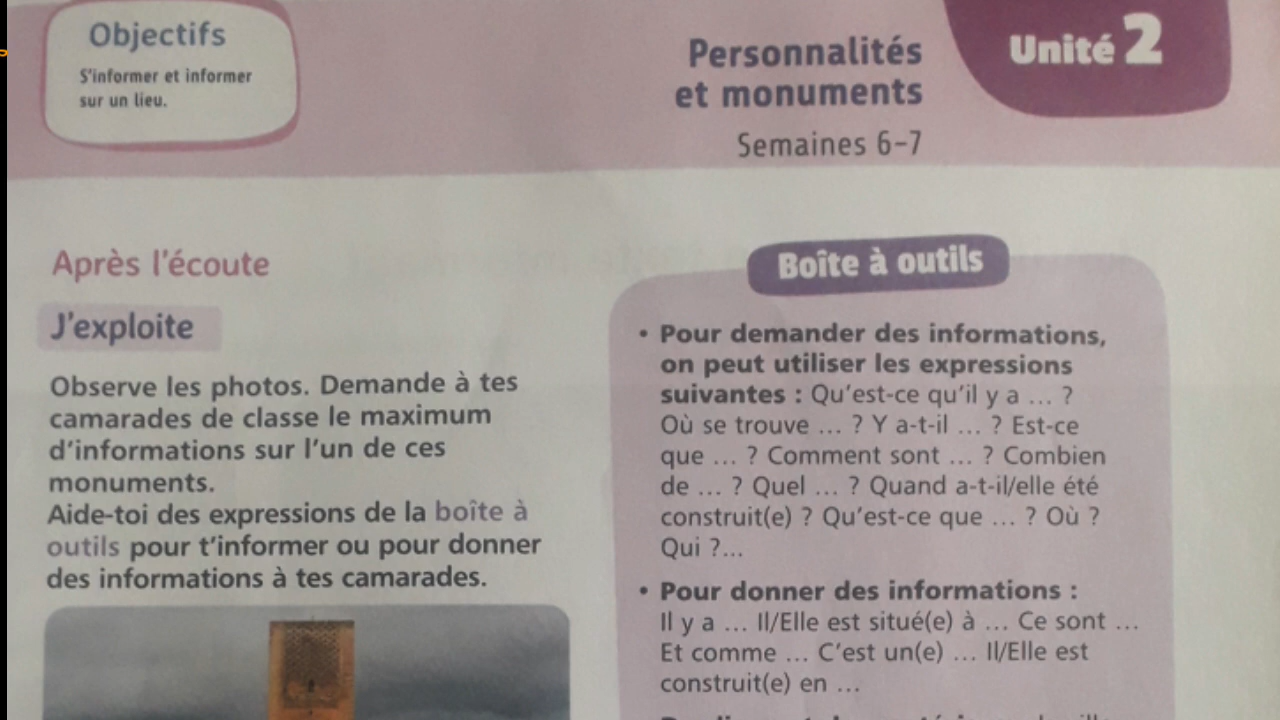 Objectifs
S'informer et informer
sur un lieu.
Personnalités
et monuments
Semaines 6-7
Unité 2
Après l'écoute
J'exploite
Observe les photos. Demande à tes
camarades de classe le maximum
d'informations sur l'un de ces
monuments.
Aide-toi des expressions de la boîte à
outils pour t'informer ou pour donner
des informations à tes camarades.
Boîte à outils
• Pour demander des informations,
on peut utiliser les expressions
suivantes : Qu'est-ce qu'il y a ... ?
Où se trouve ... ? Y a-t-il ... ? Est-ce
que ... ? Comment sont ... ? Combien
de ... ? Quel ... ? Quand a-t-il/elle été
construit(e) ? Qu'est-ce que ... ? Où ?
Qui ?...
• Pour donner des informations :
Il y a ... Il/Elle est situé(e) à ... Ce sont ...
Et comme ... C'est un(e) ... Il/Elle est
construit(e) en ...